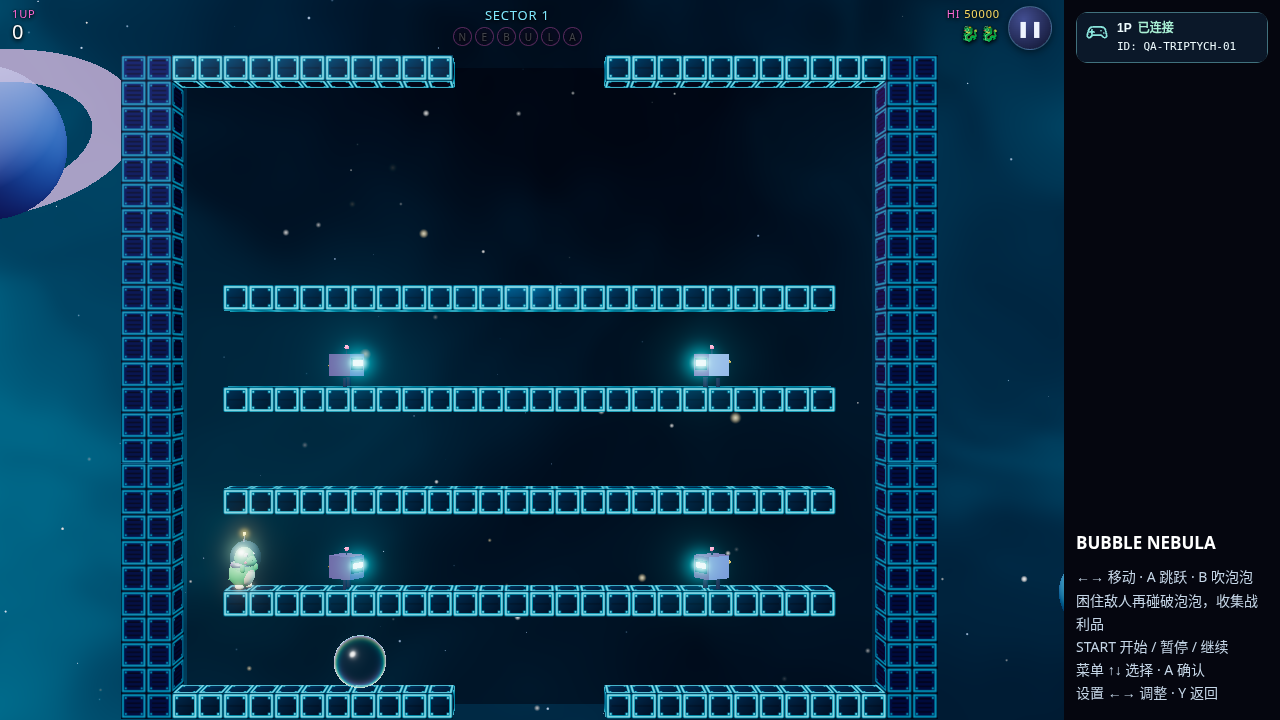 1UP
0
SECTOR 1
N E B U L A
HI 50000
1P 已连接
ID: QA-TRIPTYCH-01
BUBBLE NEBULA
←→ 移动 · A 跳跃 · B 吹泡泡
困住敌人再碰破泡泡，收集战
利品
START 开始 / 暂停 / 继续
菜单 ↑↓ 选择 · A 确认
设置 ←→ 调整 · Y 返回